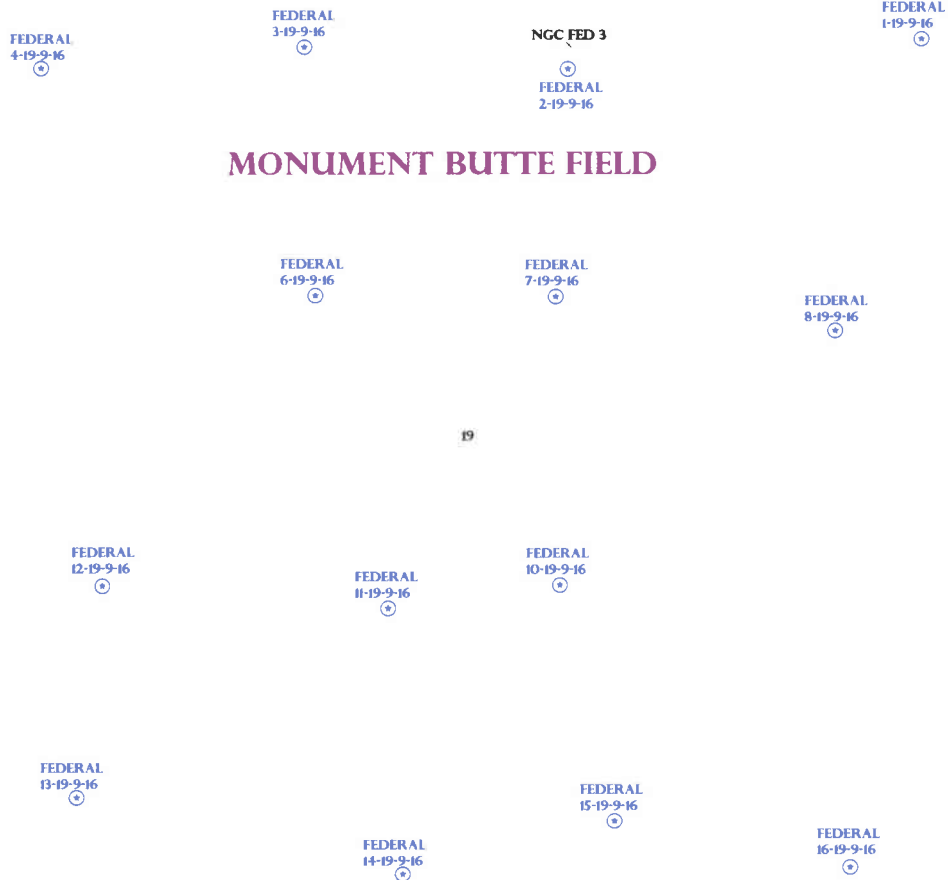 FEDERAL
4-19-9-16
FEDERAL
3-19-9-16
NGC FED 3
FEDERAL
2-19-9-16
FEDERAL
1-19-9-16
MONUMENT BUTTE FIELD
FEDERAL
6-19-9-16
FEDERAL
7-19-9-16
FEDERAL
8-19-9-16
19
FEDERAL
12-19-9-16
FEDERAL
11-19-9-16
FEDERAL
10-19-9-16
FEDERAL
13-19-9-16
FEDERAL
14-19-9-16
FEDERAL
15-19-9-16
FEDERAL
16-19-9-16